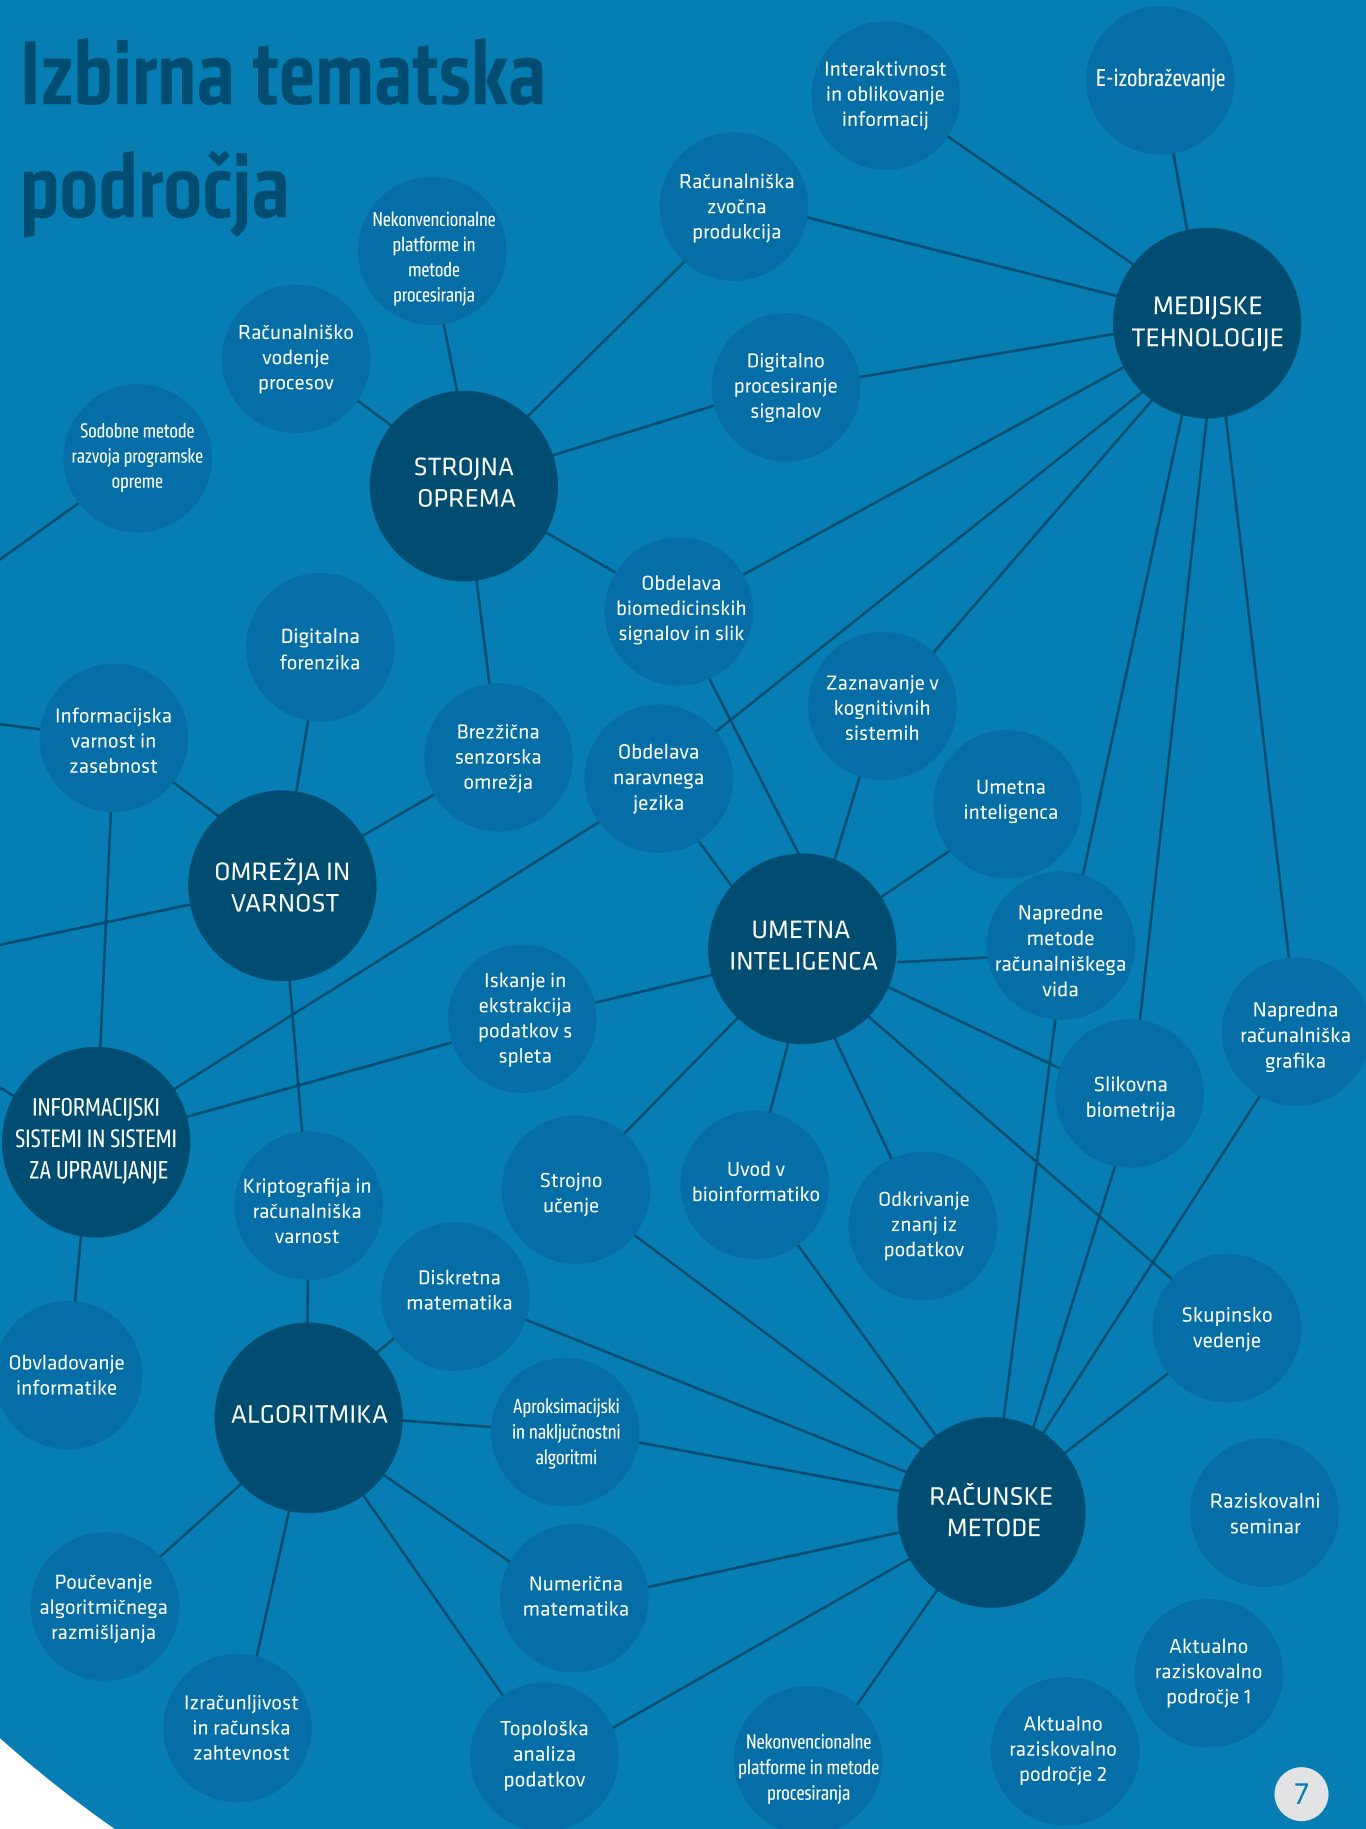 Izbirna tematska
področja
Interaktivnost
in oblikovanje
informacij
E-izobraževanje
Računalniška
zvočna
produkcija
Nekonvencionalne
platforme in
metode
procesiranja
MEDIJSKE
TEHNOLOGIJE
Računalniško
vodenje
procesov
Digitalno
procesiranje
signalov
Sodobne metode
razvoja programske
opreme
STROJNA
OPREMA
Obdelava
biomedicinskih
signalov in slik
Digitalna
forenzika
Zaznavanje v
kognitivnih
sistemih
Informacijska
varnost in
zasebnost
Brezžična
senzorska
omrežja
Obdelava
naravnega
jezika
Umetna
inteligenca
OMREŽJA IN
VARNOST
UMETNA
INTELIGENCA
Napredne
metode
računalniškega
vida
Iskanje in
ekstrakcija
podatkov s
spleta
Napredna
računalniška
grafika
Slikovna
biometrija
INFORMACIJSKI
SISTEMI IN SISTEMI
ZA UPRAVLJANJE
Kriptografija in
računalniška
varnost
Strojno
učenje
Uvod v
bioinformatiko
Odkrivanje
znanj iz
podatkov
Diskretna
matematika
Skupinsko
vedenje
Obvladovanje
informatike
ALGORITMIKA
Aproksimacijski
in naključnostni
algoritmi
RAČUNSKE
METODE
Raziskovalni
seminar
Poučevanje
algoritmičnega
razmišljanja
Numerična
matematika
Aktualno
raziskovalno
področje 1
Izračunljivost
in računska
zahtevnost
Topološka
analiza
podatkov
Nekonvencionalne
platforme in metode
procesiranja
Aktualno
raziskovalno
področje 2
7